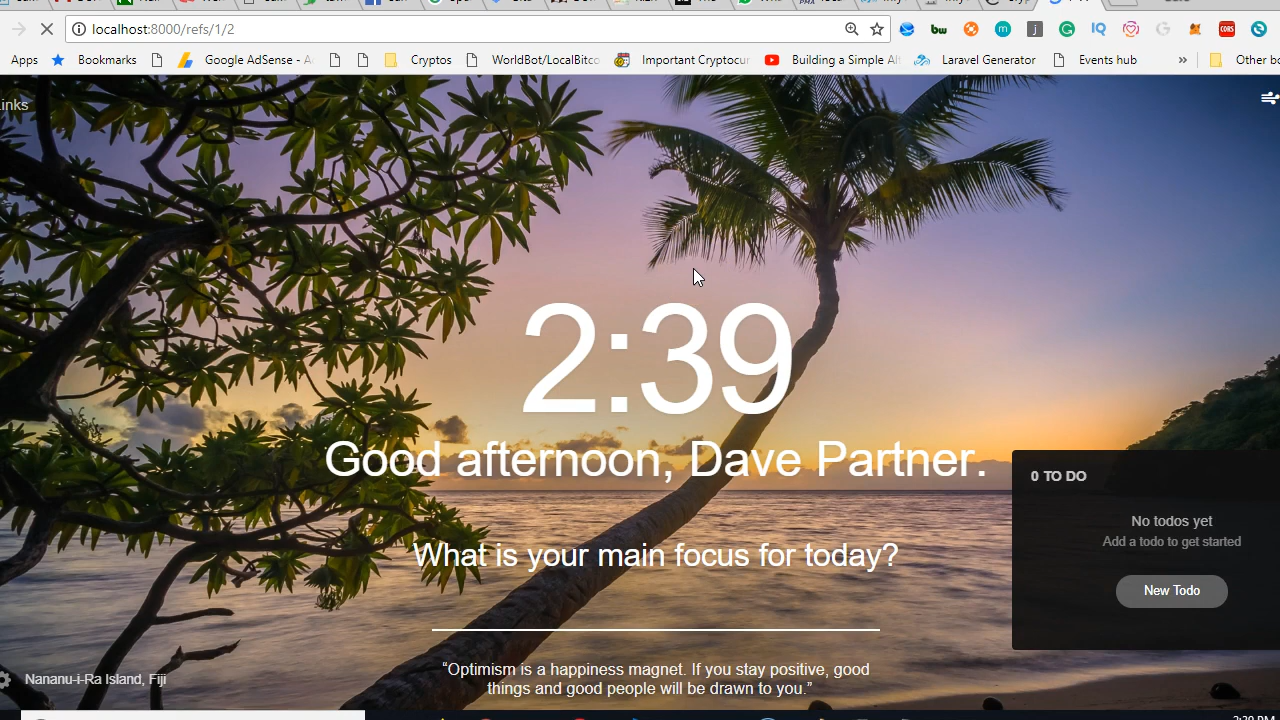 localhost:8000/refs/1/2
bw
j
IQ
G
CORS
Apps
Bookmarks
Google AdSense - A
Cryptos
WorldBot/LocalBitco
Important Cryptocur
Building a Simple Al
Laravel Generator
Events hub
»
Other bo
inks
2:39
Good afternoon, Dave Partner.
0 TO DO
No todos yet
Add a todo to get started
What is your main focus for today?
New Todo
“Optimism is a happiness magnet. If you stay positive, good
things and good people will be drawn to you.”
Nananu-i-Ra Island, Fiji